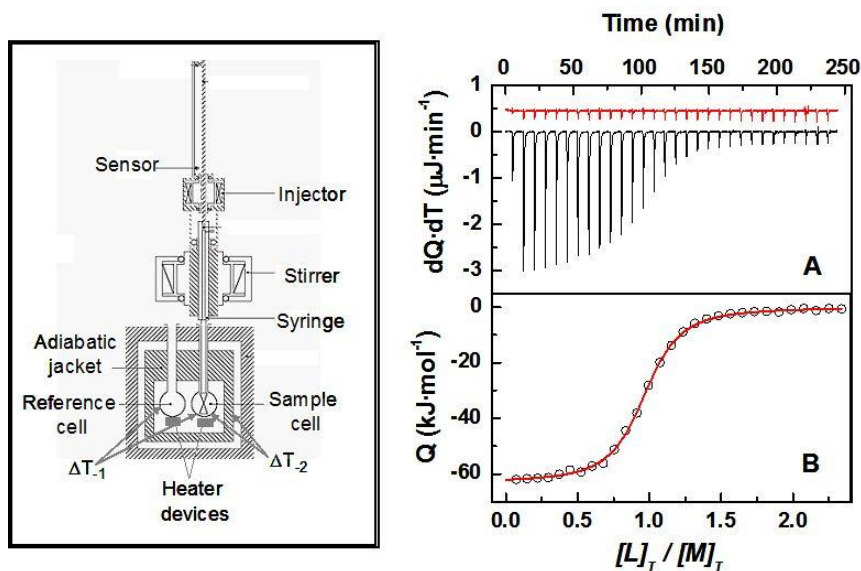 Sensor
Injector
Stirrer
Syringe
Adiabatic
jacket
Reference
cell
Sample
cell
ΔT-1
ΔT-2
Heater
devices
Time (min)
0 50 100 150 200 250
dQ·dT (μJ·min-1)
1
0
-1
-2
-3
A
Q (kJ·mol-1)
0
-20
-40
-60
B
0.0 0.5 1.0 1.5 2.0
[L]T / [M]T